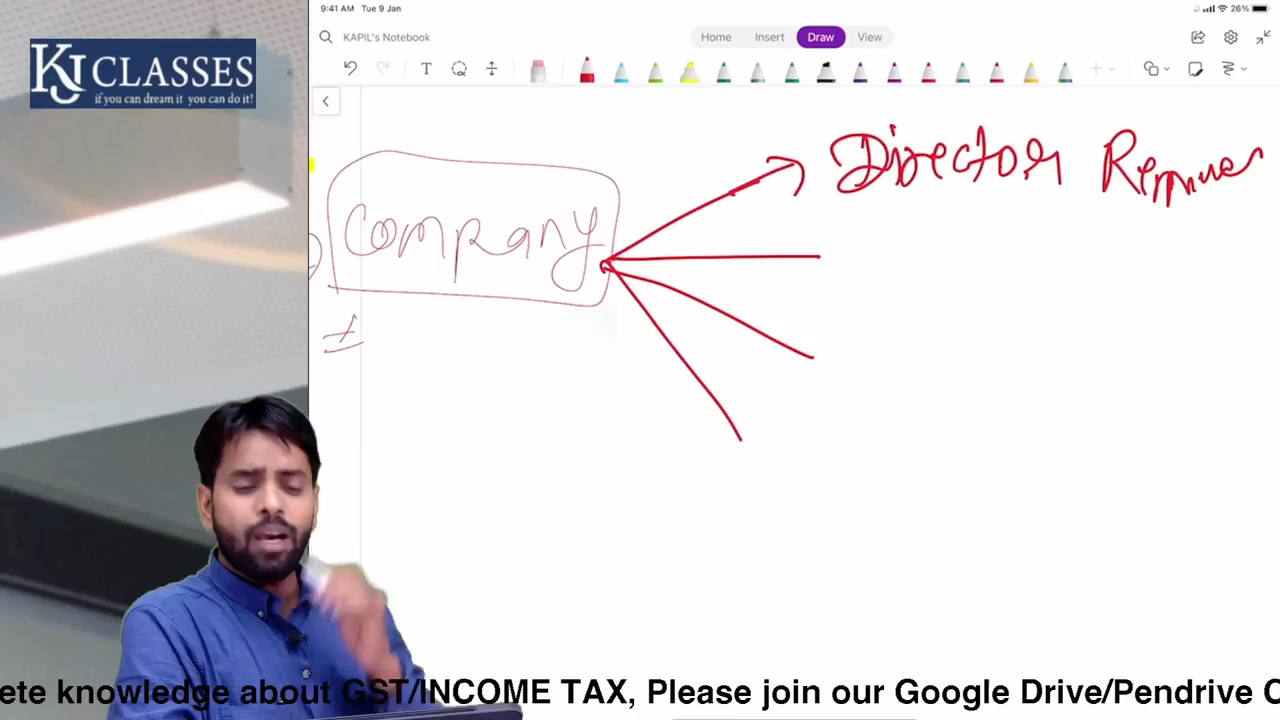 9:41 AM Tue 9 Jan
26%
KAPIL's Notebook
Home Insert Draw View
T
KJ CLASSES
if you can dream it you can do it!
Director
Company
ete knowledge about GST/INCOME TAX, Please join our Google Drive/Pendrive C